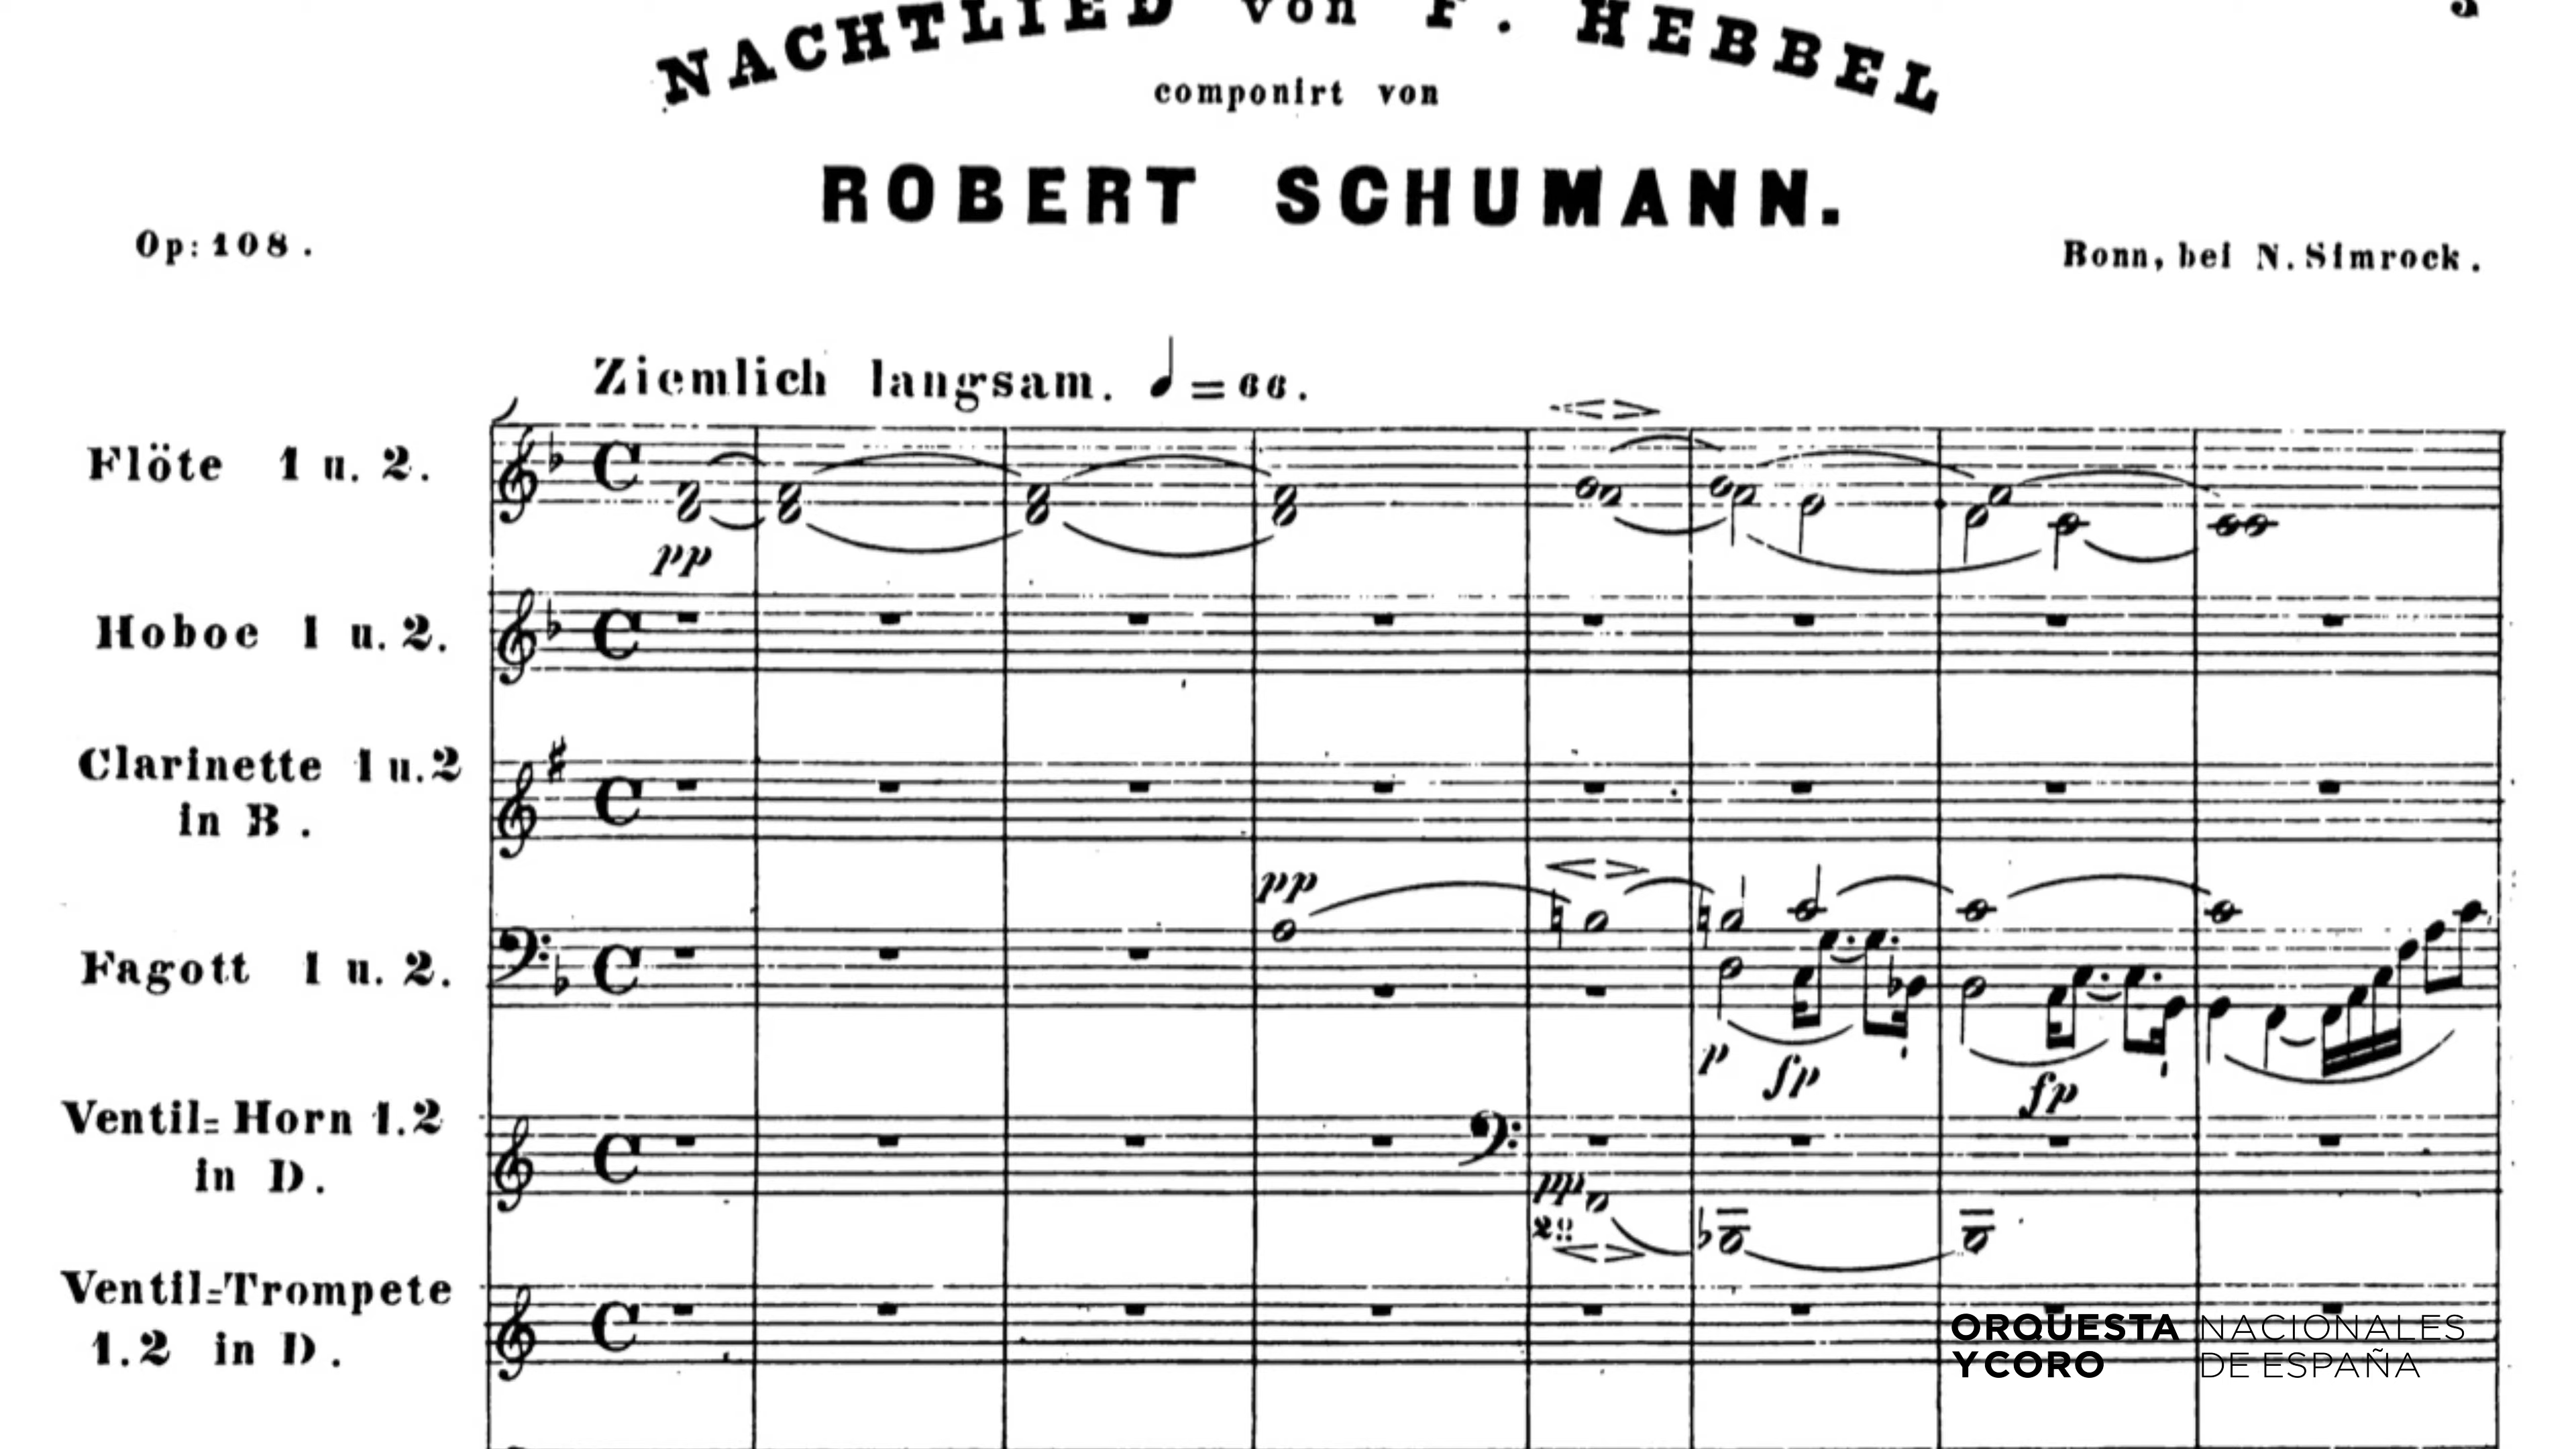 NACHTLIED von F. HEBBEL
componirt von
ROBERT SCHUMANN.
Op: 108.
Bonn, bei N. Simrock.
Ziemlich langsam. ♩ = 66.
Flöte 1 u. 2.
pp
Hoboe 1 u. 2.
Clarinette 1 u. 2
in B.
pp
Fagott 1 u. 2.
p fp fp
Ventil=Horn 1.2
in D.
pp
Ventil=Trompete
1.2 in D.
ORQUESTA NACIONALES
YCORO DE ESPAÑA